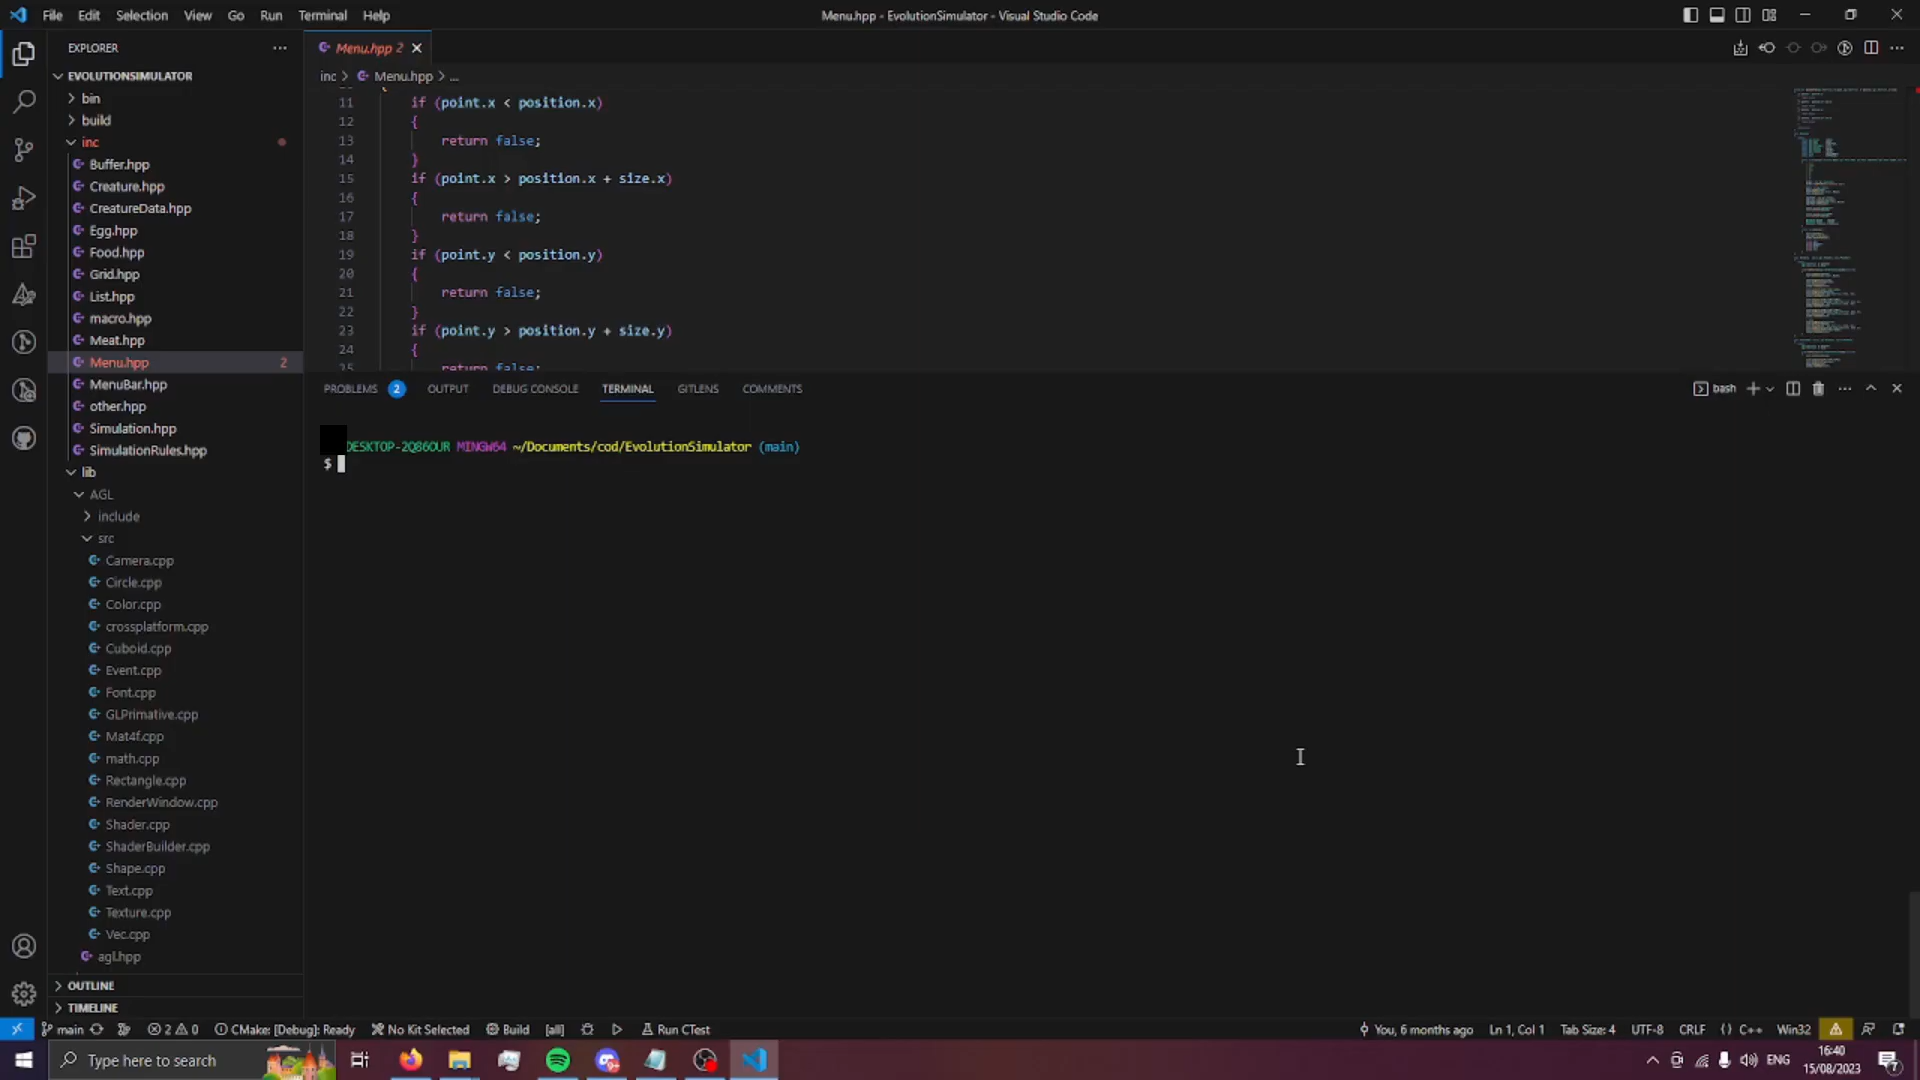 File Edit Selection View Go Run Terminal Help
Menu.hpp - EvolutionSimulator - Visual Studio Code
EXPLORER
Menu.hpp 2
EVOLUTIONSIMULATOR
inc > Menu.hpp > ...
bin
build
inc
Buffer.hpp
Creature.hpp
CreatureData.hpp
Egg.hpp
Food.hpp
Grid.hpp
List.hpp
macro.hpp
Meat.hpp
Menu.hpp 2
MenuBar.hpp
other.hpp
Simulation.hpp
SimulationRules.hpp
lib
AGL
include
src
Camera.cpp
Circle.cpp
Color.cpp
crossplatform.cpp
Cuboid.cpp
Event.cpp
Font.cpp
GLPrimative.cpp
Mat4f.cpp
math.cpp
Rectangle.cpp
RenderWindow.cpp
Shader.cpp
ShaderBuilder.cpp
Shape.cpp
Text.cpp
Texture.cpp
Vec.cpp
agl.hpp
OUTLINE
TIMELINE
11 if (point.x < position.x)
12 {
13 return false;
14 }
15 if (point.x > position.x + size.x)
16 {
17 return false;
18 }
19 if (point.y < position.y)
20 {
21 return false;
22 }
23 if (point.y > position.y + size.y)
24 {
25 return false;
PROBLEMS 2 OUTPUT DEBUG CONSOLE TERMINAL GITLENS COMMENTS
bash
DESKTOP-2Q86OUR MINGW64 ~/Documents/cod/EvolutionSimulator (main)
$
main 2 0 CMake: [Debug]: Ready No Kit Selected Build [all] Run CTest
You, 6 months ago Ln 1, Col 1 Tab Size: 4 UTF-8 CRLF {} C++ Win32
Type here to search
ENG
16:40
15/08/2023
7